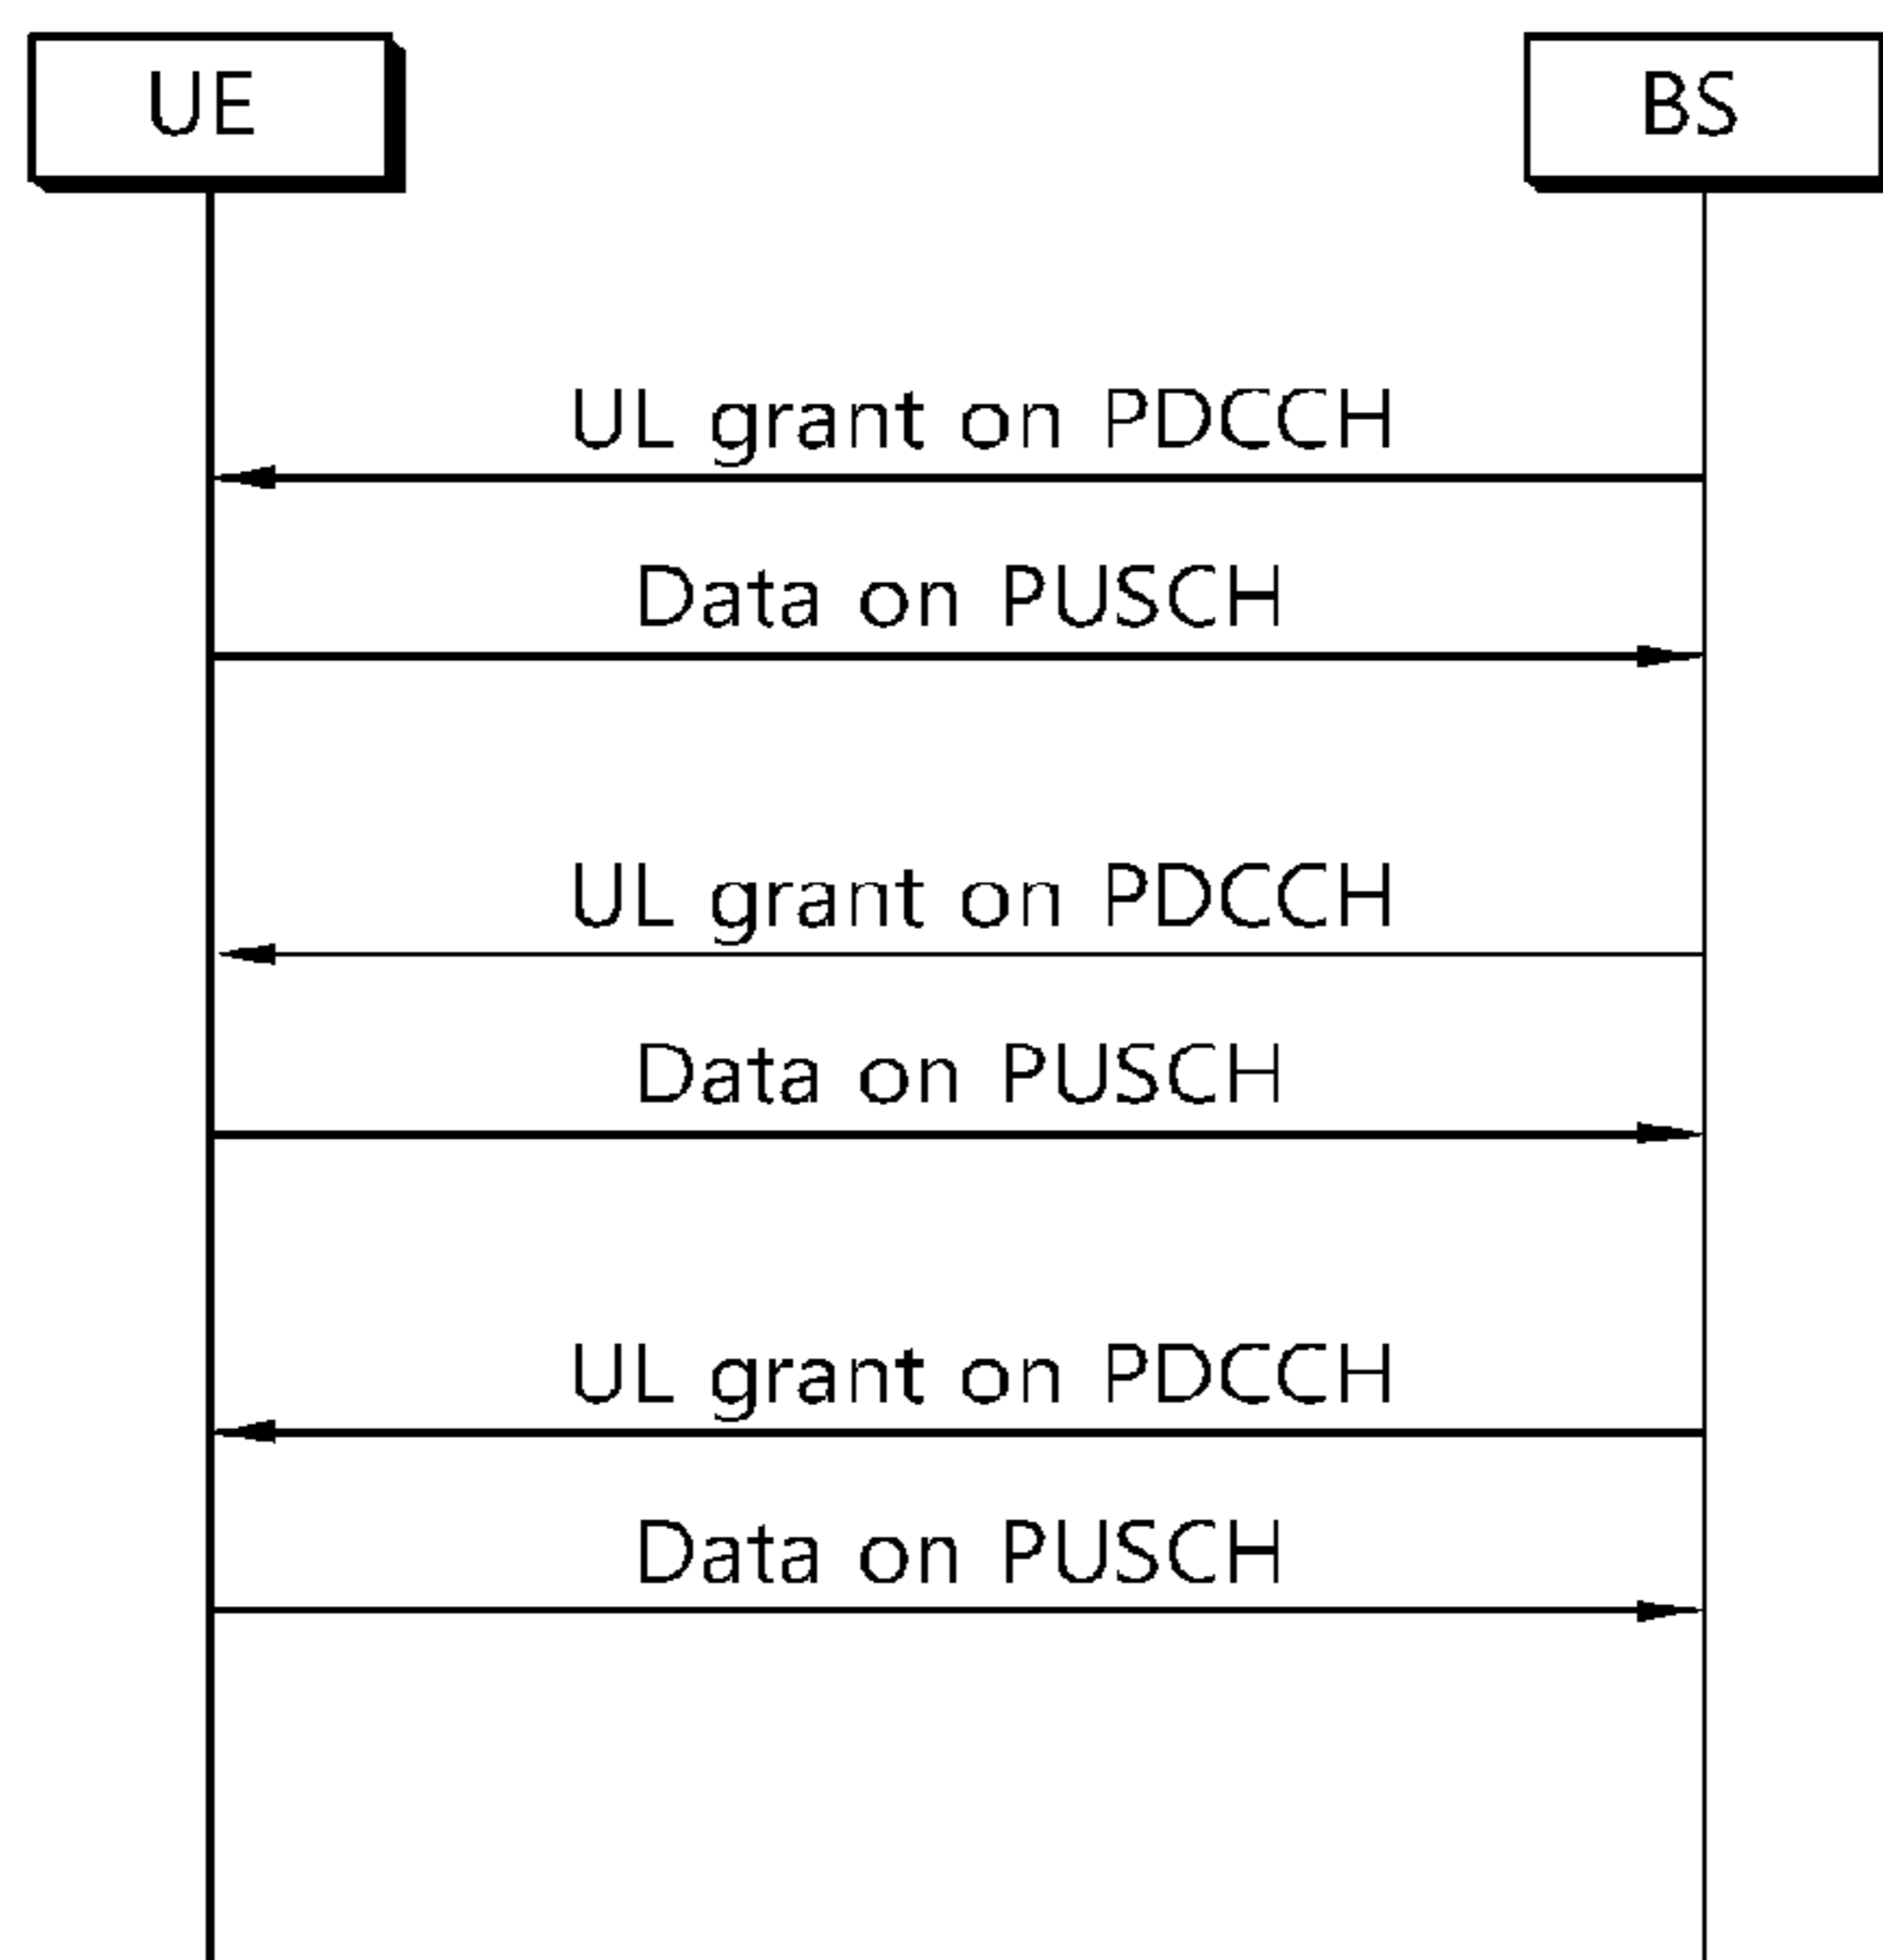 UE
BS
UL grant on PDCCH
Data on PUSCH
UL grant on PDCCH
Data on PUSCH
UL grant on PDCCH
Data on PUSCH